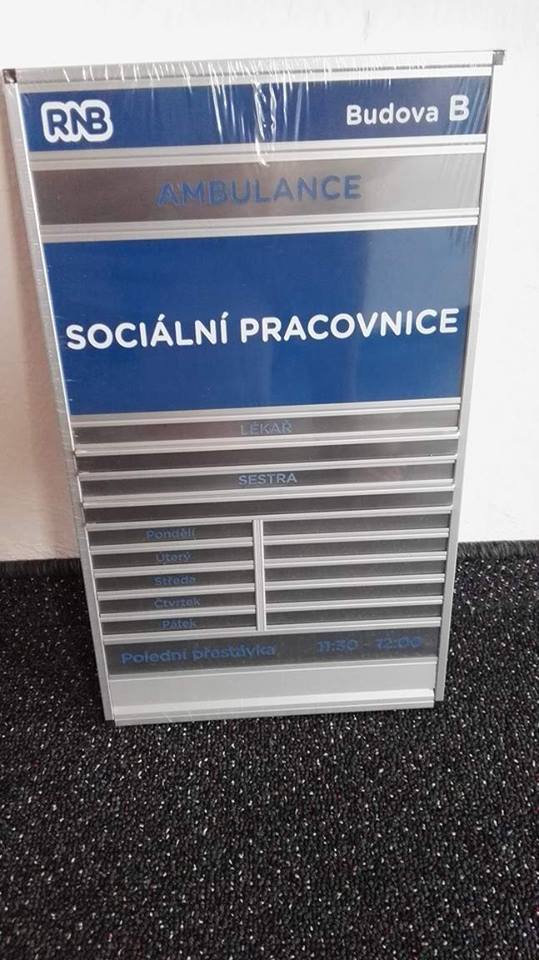 RNB Budova B
AMBULANCE
SOCIÁLNÍ PRACOVNICE
LÉKAŘ
SESTRA
Pondělí
Úterý
Středa
Čtvrtek
Pátek
Polední přestávka 11:30 - 12:00